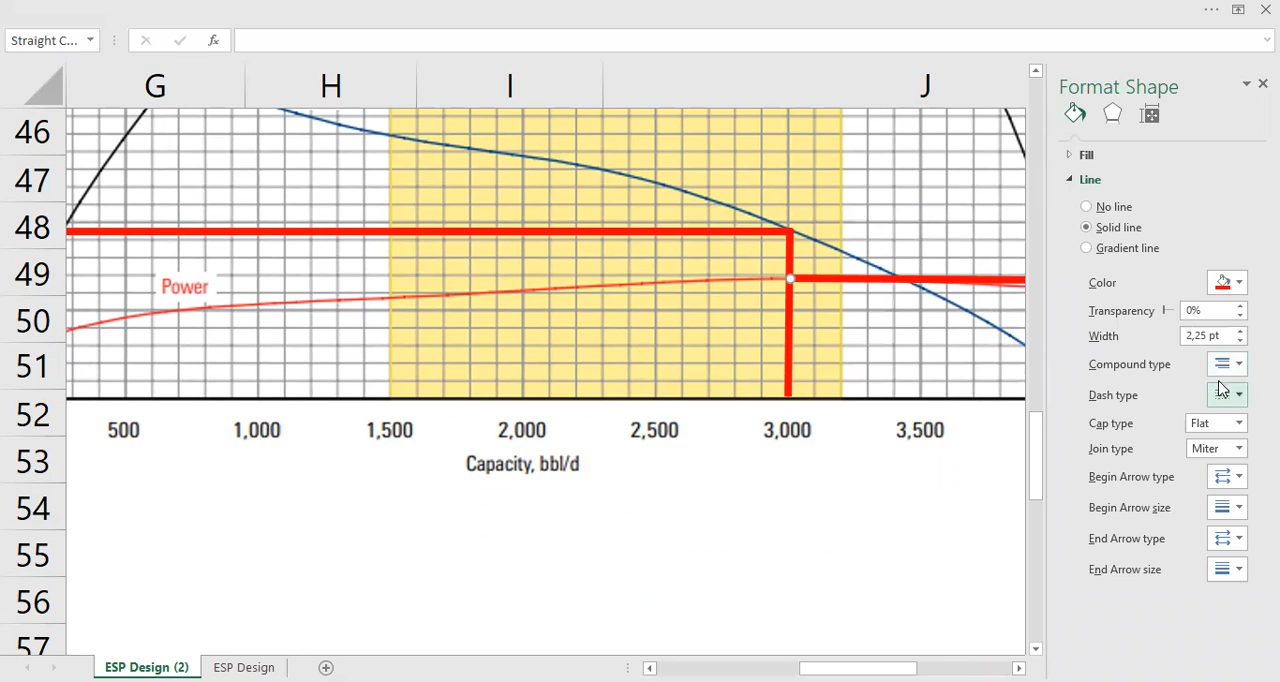 Straight C...
fx
G
H
I
J
Format Shape
46
47
48
49
50
51
52
53
54
55
56
57
Power
500
1,000
1,500
2,000
2,500
3,000
3,500
Capacity, bbl/d
Fill
Line
No line
Solid line
Gradient line
Color
Transparency
0%
Width
2,25 pt
Compound type
Dash type
Cap type
Flat
Join type
Miter
Begin Arrow type
Begin Arrow size
End Arrow type
End Arrow size
ESP Design (2)
ESP Design